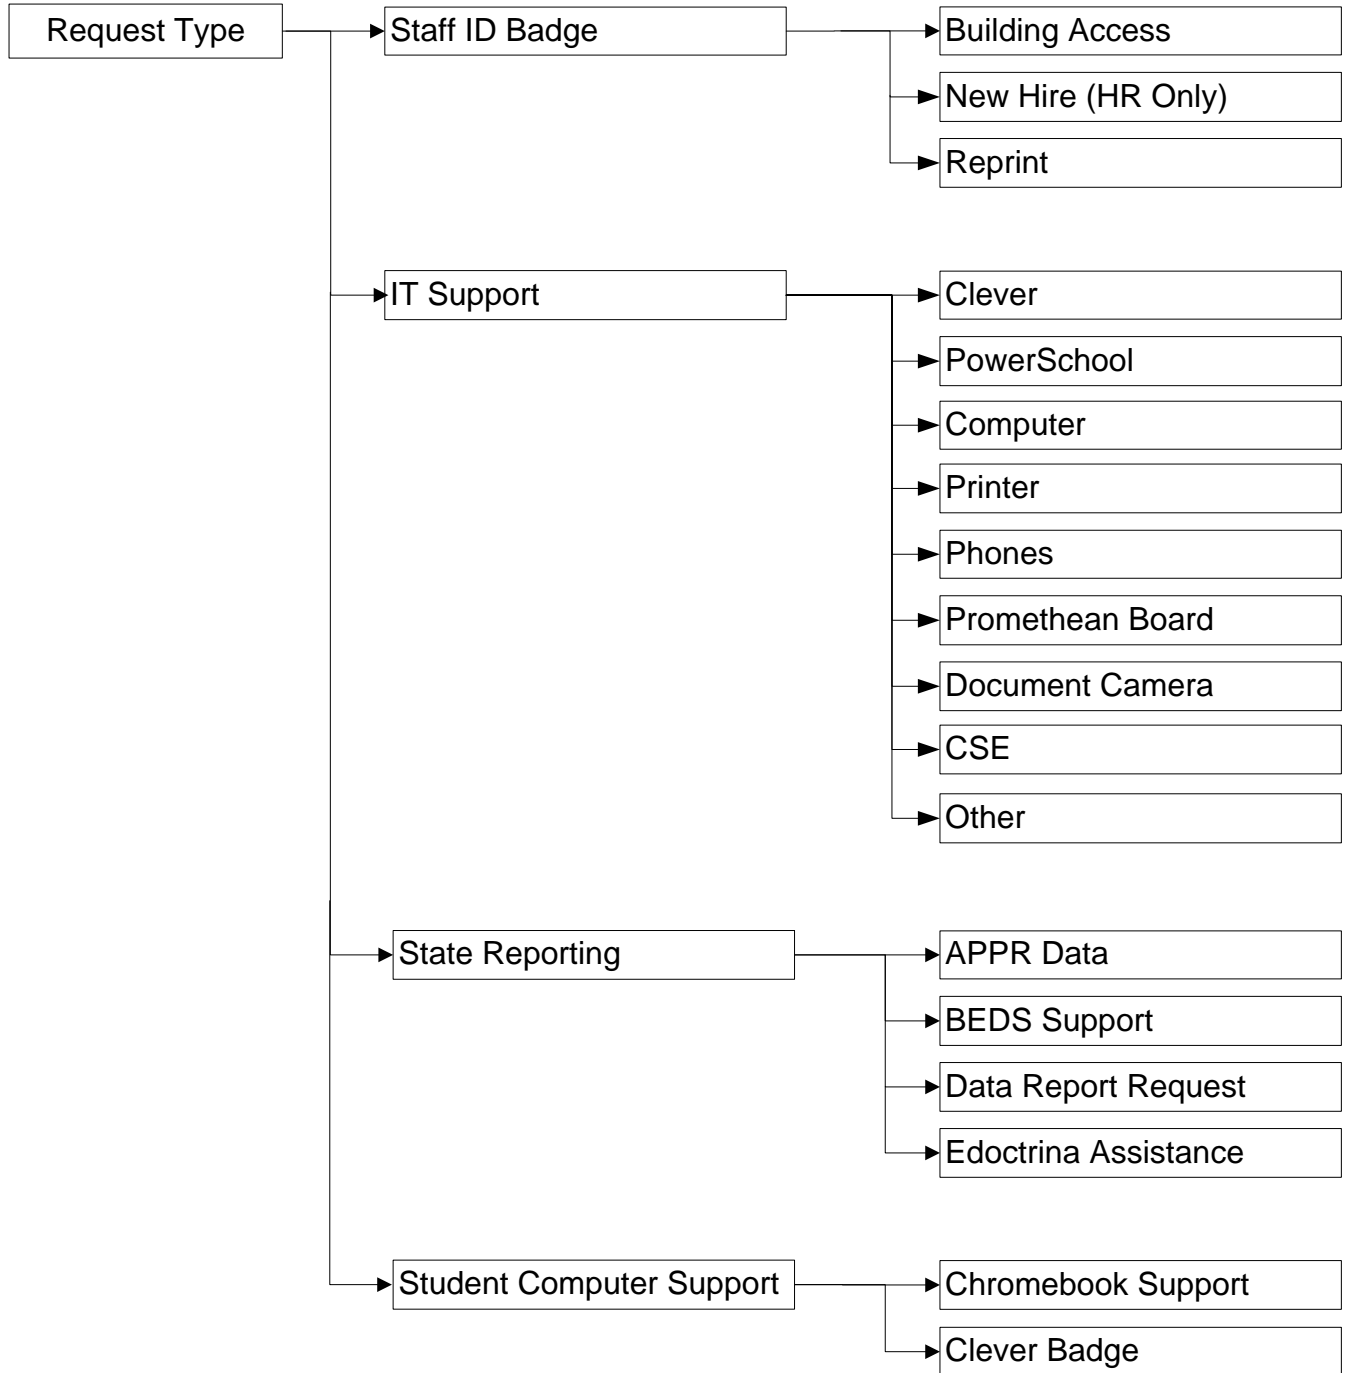 Request Type
Staff ID Badge
Building Access
New Hire (HR Only)
Reprint
IT Support
Clever
PowerSchool
Computer
Printer
Phones
Promethean Board
Document Camera
CSE
Other
State Reporting
APPR Data
BEDS Support
Data Report Request
Edoctrina Assistance
Student Computer Support
Chromebook Support
Clever Badge